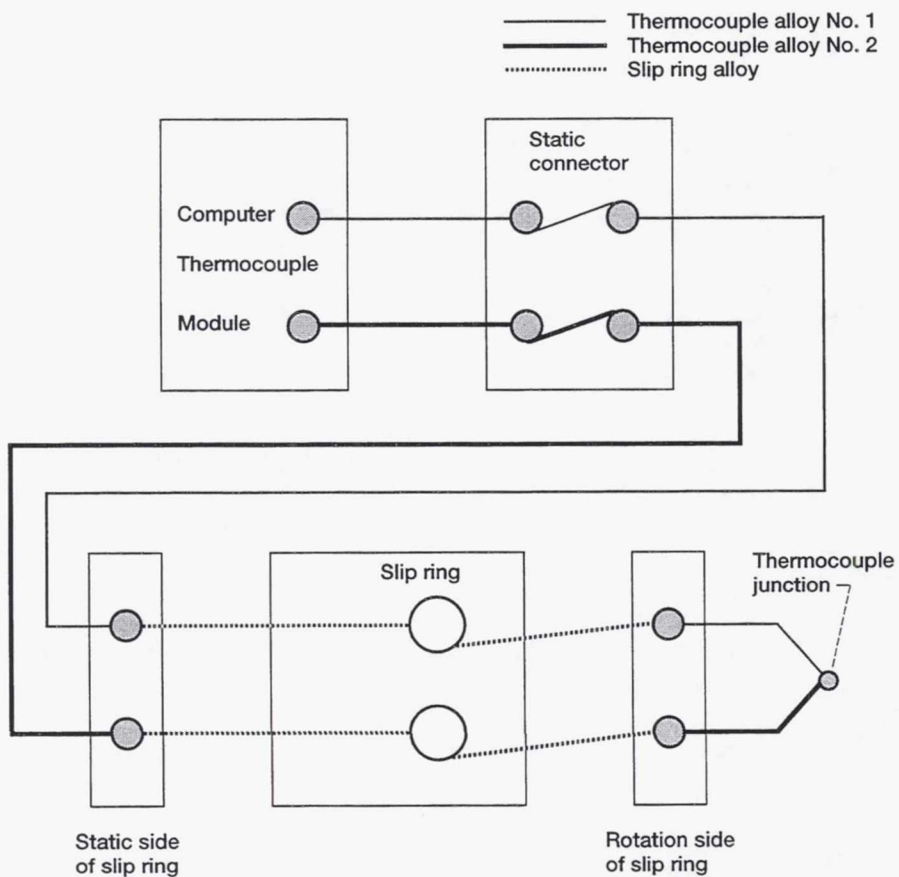 Thermocouple alloy No. 1
Thermocouple alloy No. 2
Slip ring alloy
Static
connector
Computer
Thermocouple
Module
Slip ring
Thermocouple
junction
Static side
of slip ring
Rotation side
of slip ring